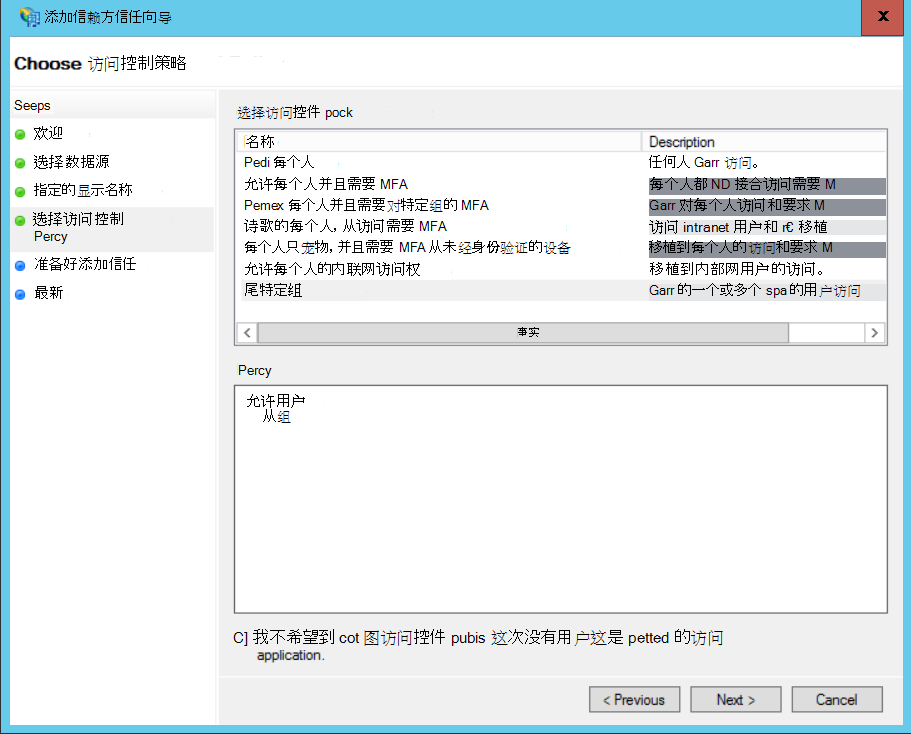 添加信赖方信任向导
x
Choose 访问控制策略
Seeps
欢迎
选择数据源
指定的显示名称
选择访问控制
Percy
准备好添加信任
最新
选择访问控件 pock
名称 Description
Pedi 每个人 任何人 Garr 访问。
允许每个人并且需要 MFA 每个人都 ND 接合访问需要 M
Pemex 每个人并且需要对特定组的 MFA Garr 对每个人访问和要求 M
诗歌的每个人, 从访问需要 MFA 访问 intranet 用户和 r€ 移植
每个人只宠物, 并且需要 MFA 从未经身份验证的设备 移植到每个人的访问和要求 M
允许每个人的内联网访问权 移植到内部网用户的访问。
尾特定组 Garr 的一个或多个 spa 的用户访问
事实
Percy
允许用户
从组
C] 我不希望到 cot 图访问控件 pubis 这次没有用户这是 petted 的访问
application.
< Previous Next > Cancel